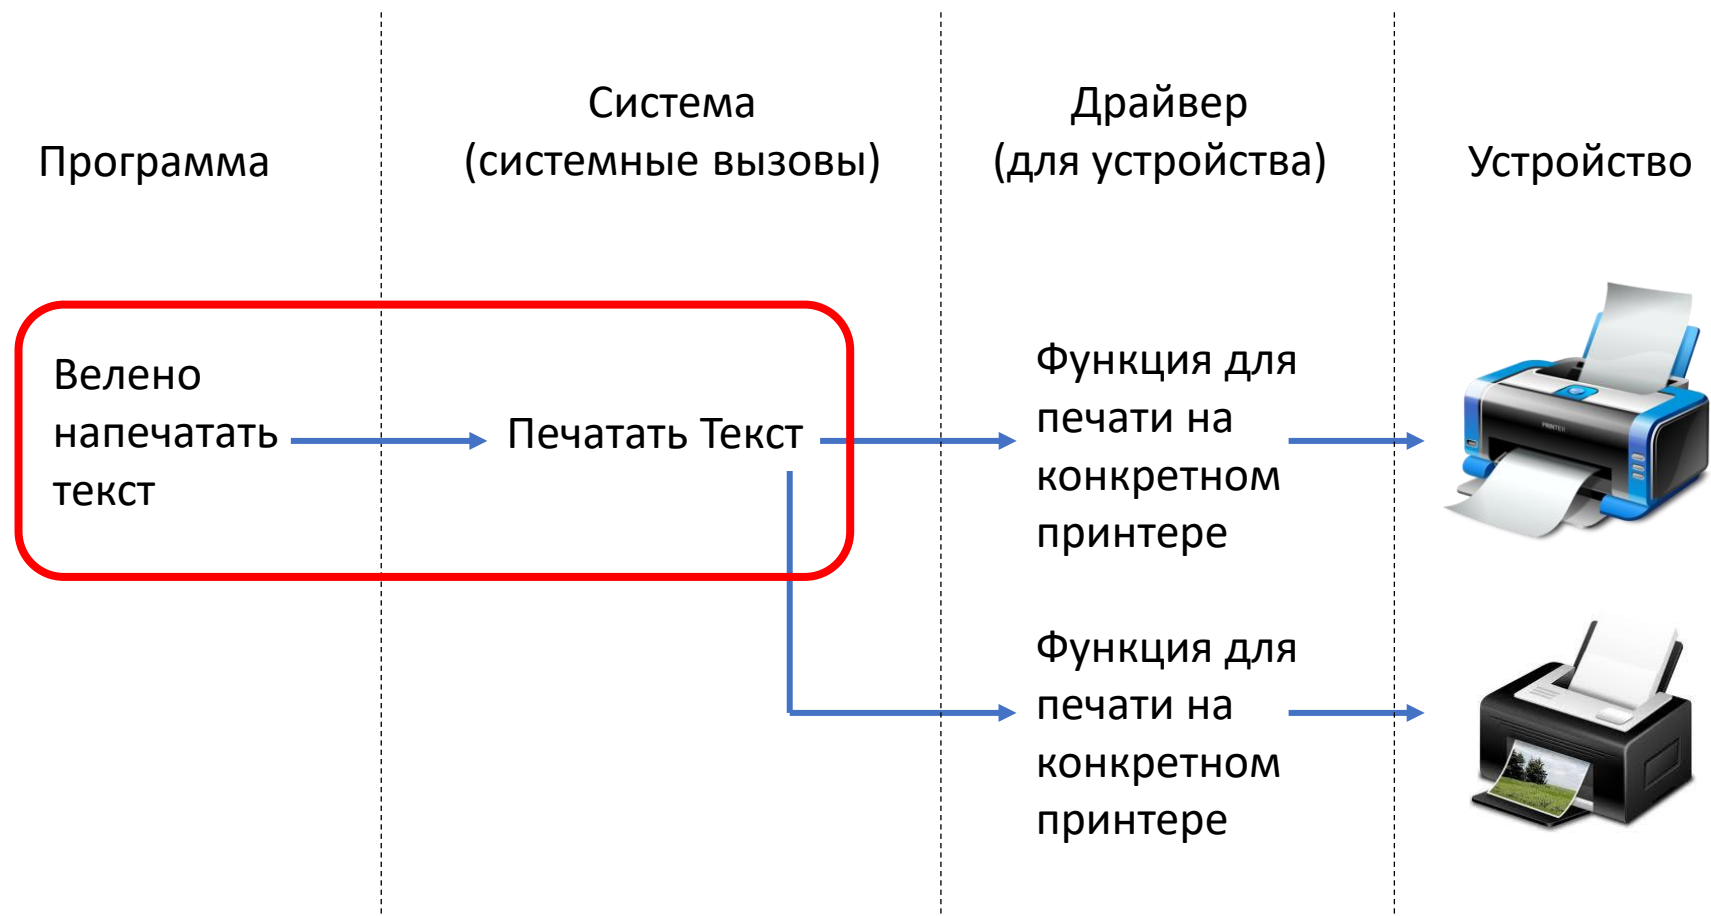 Программа
Система
(системные вызовы)
Драйвер
(для устройства)
Устройство
Велено
напечатать
текст
Печатать Текст
Функция для
печати на
конкретном
принтере
PRINTER
Функция для
печати на
конкретном
принтере